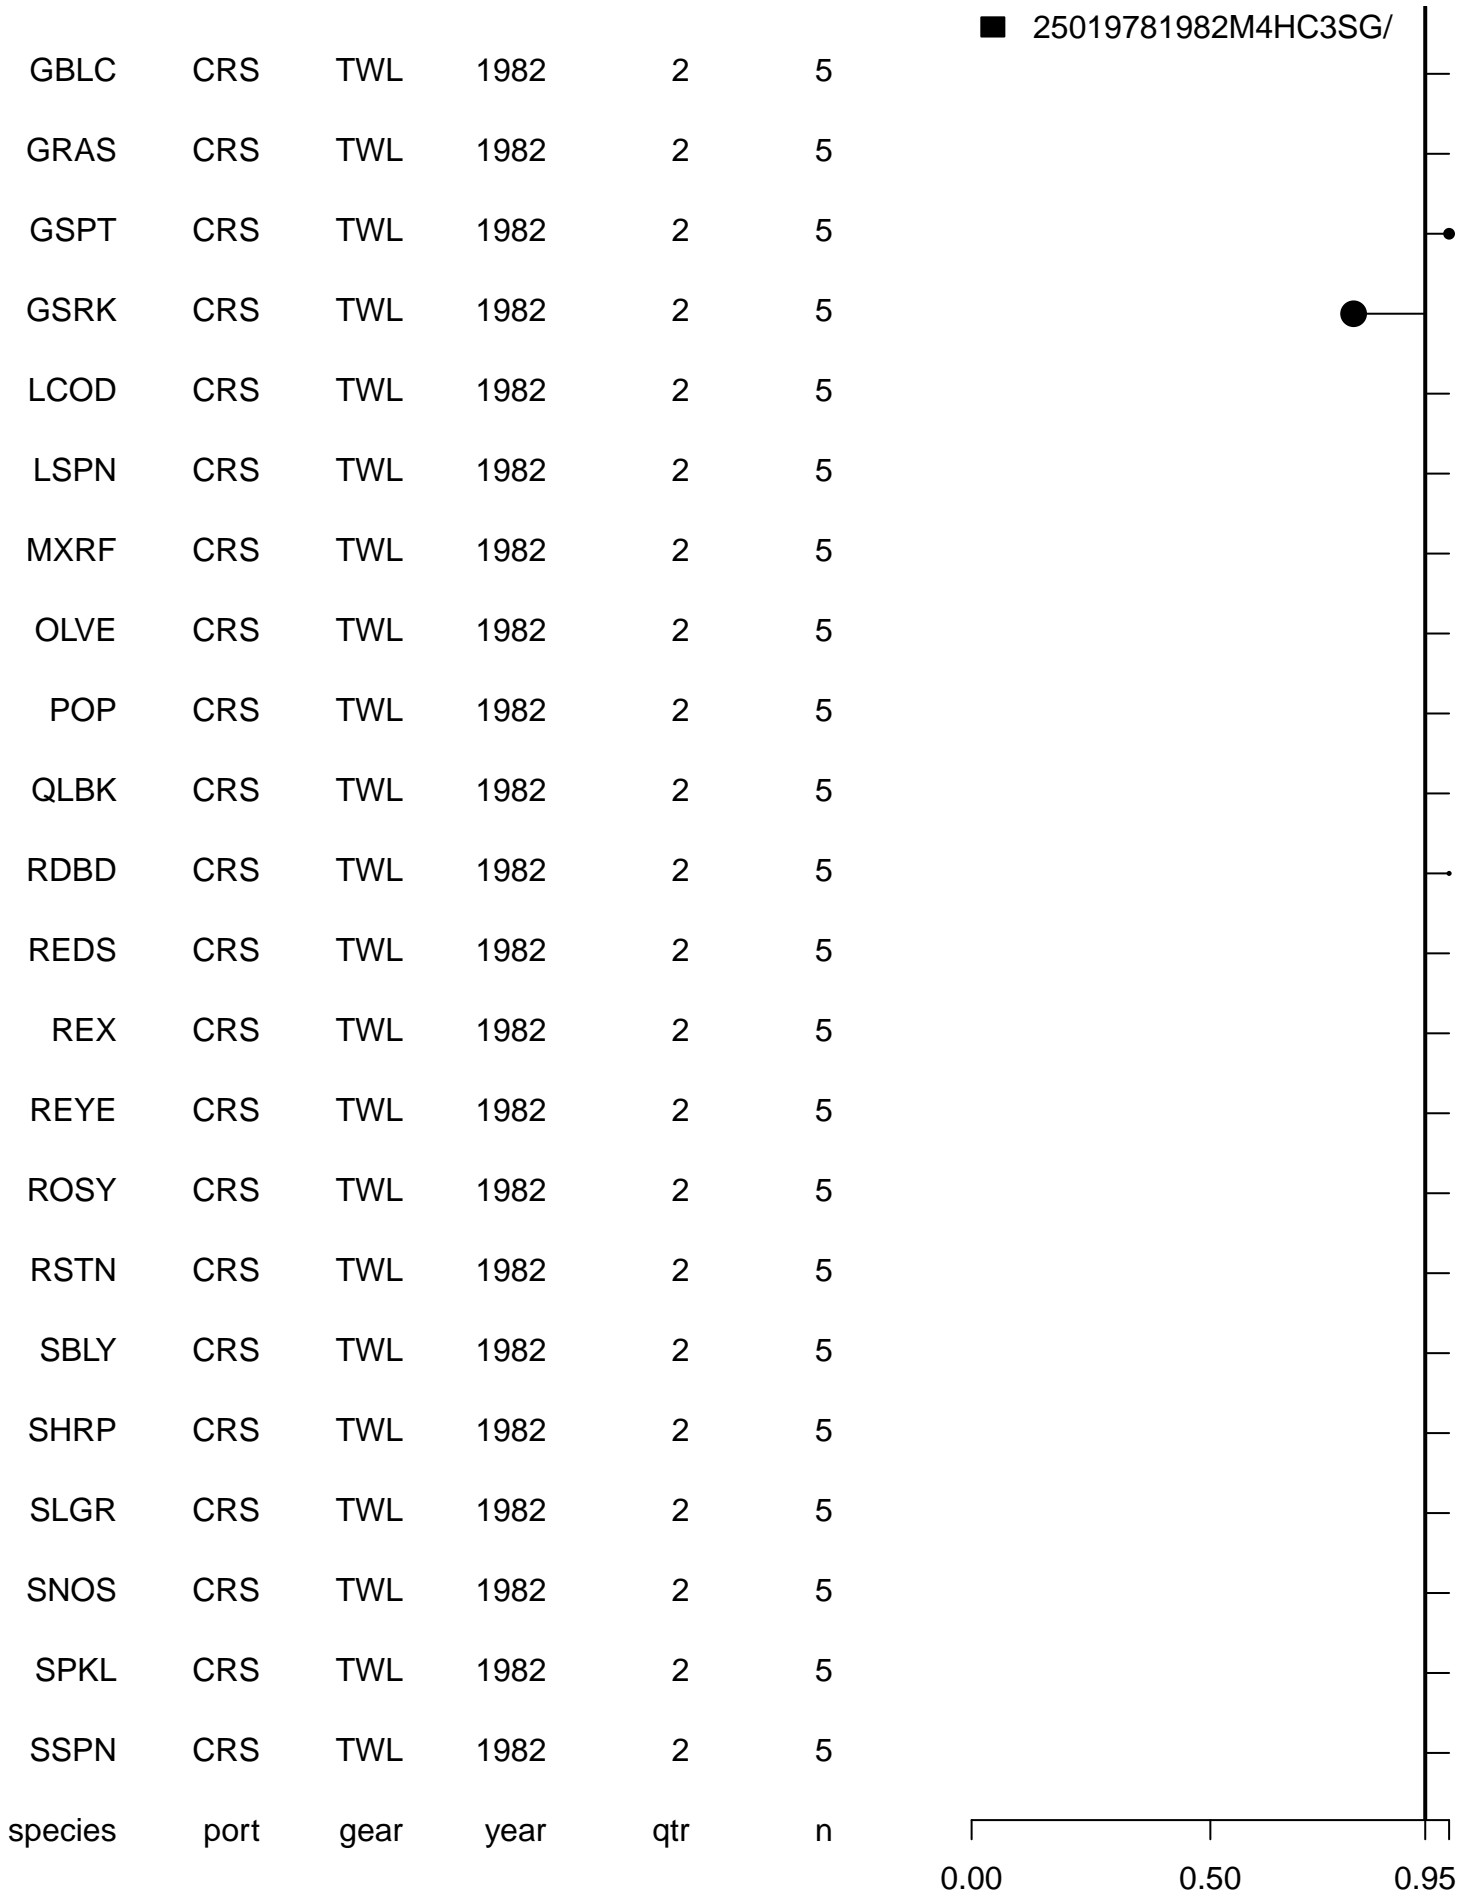 25019781982M4HC3SG/
GBLC CRS TWL 1982 2 5
GRAS CRS TWL 1982 2 5
GSPT CRS TWL 1982 2 5
GSRK CRS TWL 1982 2 5
LCOD CRS TWL 1982 2 5
LSPN CRS TWL 1982 2 5
MXRF CRS TWL 1982 2 5
OLVE CRS TWL 1982 2 5
POP CRS TWL 1982 2 5
QLBK CRS TWL 1982 2 5
RDBD CRS TWL 1982 2 5
REDS CRS TWL 1982 2 5
REX CRS TWL 1982 2 5
REYE CRS TWL 1982 2 5
ROSY CRS TWL 1982 2 5
RSTN CRS TWL 1982 2 5
SBLY CRS TWL 1982 2 5
SHRP CRS TWL 1982 2 5
SLGR CRS TWL 1982 2 5
SNOS CRS TWL 1982 2 5
SPKL CRS TWL 1982 2 5
SSPN CRS TWL 1982 2 5
species port gear year qtr n
0.00 0.50 0.95